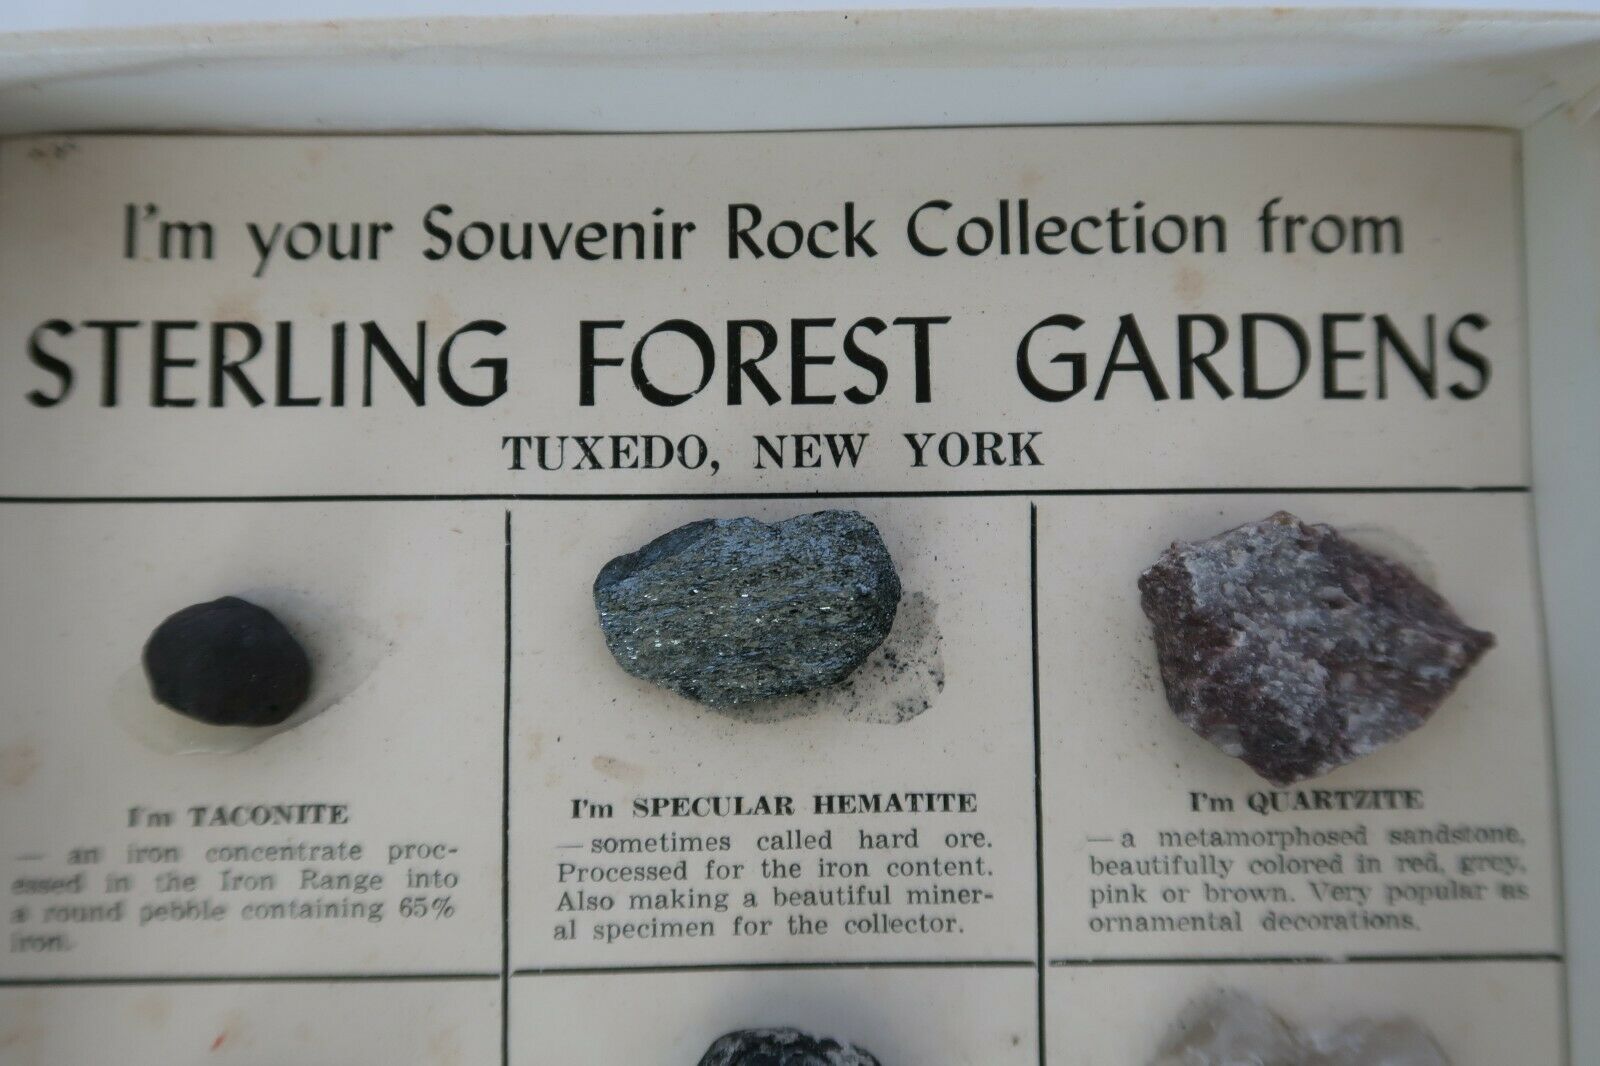 I'm your Souvenir Rock Collection from
STERLING FOREST GARDENS
TUXEDO, NEW YORK
I'm TACONITE
— an iron concentrate proc-
essed in the Iron Range into
a round pebble containing 65%
iron.
I'm SPECULAR HEMATITE
— sometimes called hard ore.
Processed for the iron content.
Also making a beautiful miner-
al specimen for the collector.
I'm QUARTZITE
— a metamorphosed sandstone,
beautifully colored in red, grey,
pink or brown. Very popular as
ornamental decorations.